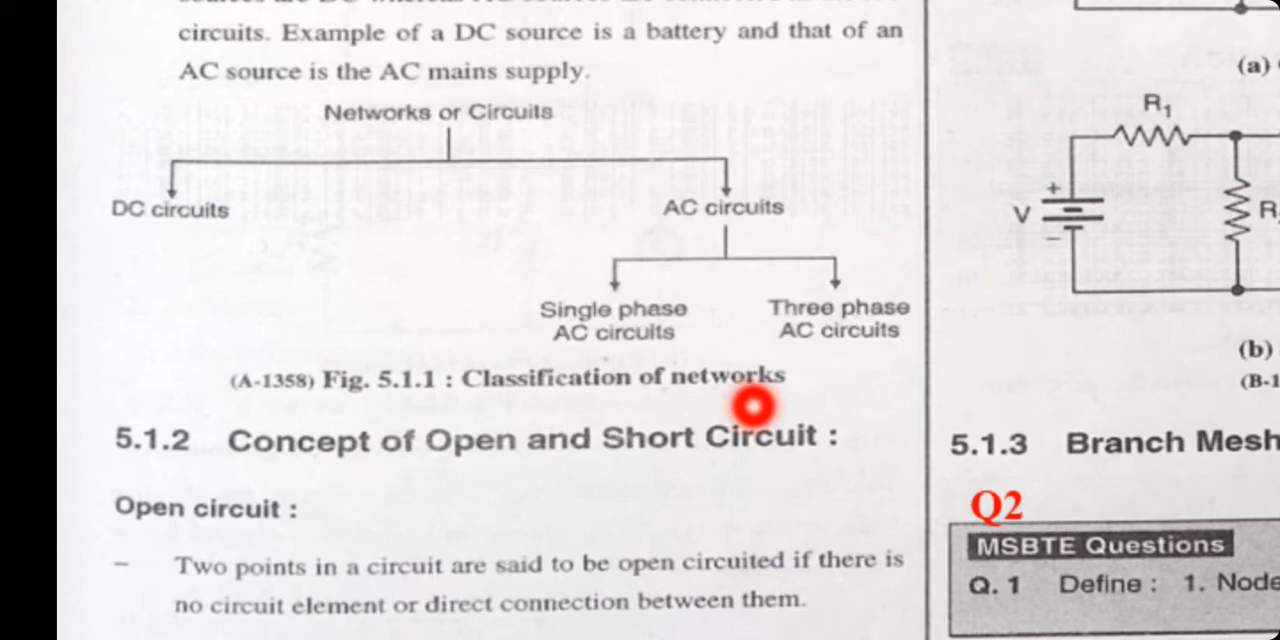 circuits. Example of a DC source is a battery and that of an
AC source is the AC mains supply.
Networks or Circuits
DC circuits
AC circuits
Single phase
AC circuits
Three phase
AC circuits
(A-1358) Fig. 5.1.1 : Classification of networks
5.1.2 Concept of Open and Short Circuit :
Open circuit :
– Two points in a circuit are said to be open circuited if there is
no circuit element or direct connection between them.
(a)
R1
+
V
–
R
(b)
(B-1
5.1.3 Branch Mesh
Q2
MSBTE Questions
Q. 1 Define : 1. Node